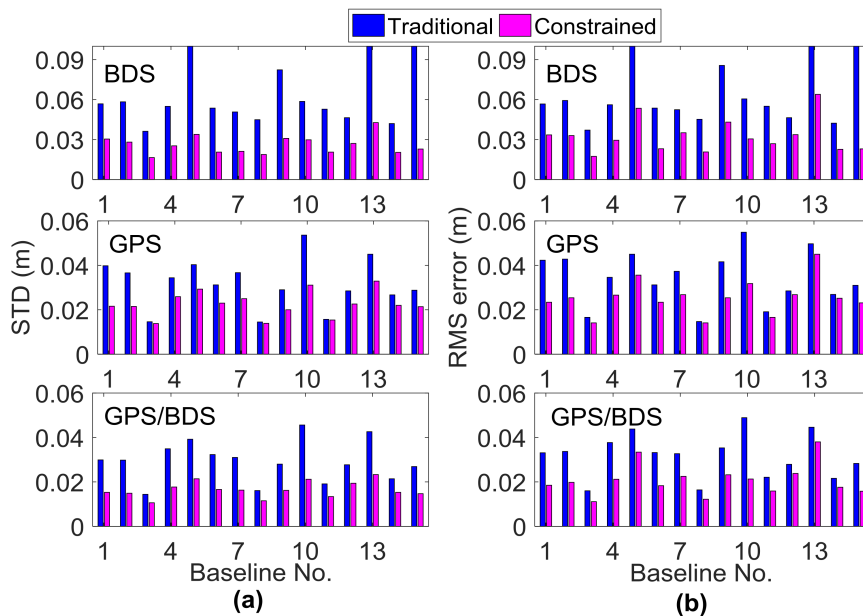 Traditional Constrained
BDS
0.09
0.06
0.03
0
1 4 7 10 13
GPS
0.06
0.04
0.02
0
1 4 7 10 13
GPS/BDS
0.06
0.04
0.02
0
1 4 7 10 13
STD (m)
Baseline No.
(a)
BDS
0.09
0.06
0.03
0
1 4 7 10 13
GPS
0.06
0.04
0.02
0
1 4 7 10 13
GPS/BDS
0.06
0.04
0.02
0
1 4 7 10 13
RMS error (m)
Baseline No.
(b)